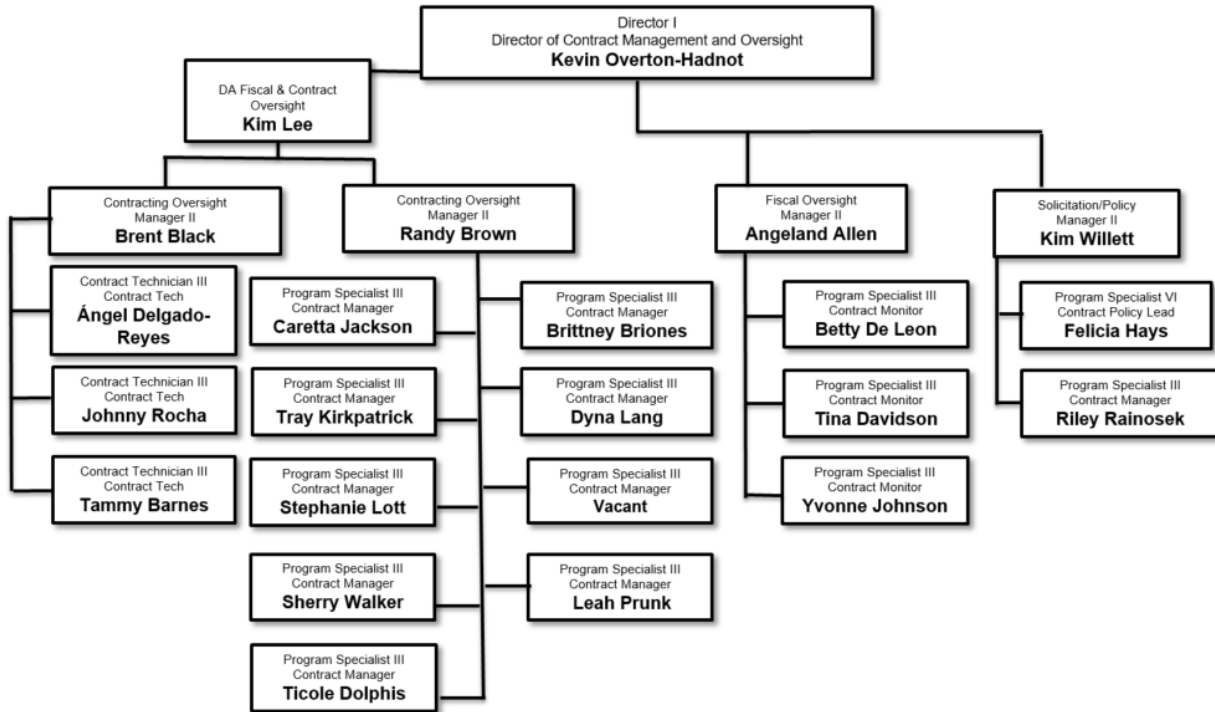 Director I
Director of Contract Management and Oversight
Kevin Overton-Hadnot
DA Fiscal & Contract
Oversight
Kim Lee
Contracting Oversight
Manager II
Brent Black
Contracting Oversight
Manager II
Randy Brown
Fiscal Oversight
Manager II
Angeland Allen
Solicitation/Policy
Manager II
Kim Willett
Contract Technician III
Contract Tech
Ángel Delgado-
Reyes
Contract Technician III
Contract Tech
Johnny Rocha
Contract Technician III
Contract Tech
Tammy Barnes
Program Specialist III
Contract Manager
Caretta Jackson
Program Specialist III
Contract Manager
Tray Kirkpatrick
Program Specialist III
Contract Manager
Stephanie Lott
Program Specialist III
Contract Manager
Sherry Walker
Program Specialist III
Contract Manager
Ticole Dolphis
Program Specialist III
Contract Manager
Brittney Briones
Program Specialist III
Contract Manager
Dyna Lang
Program Specialist III
Contract Manager
Vacant
Program Specialist III
Contract Manager
Leah Prunk
Program Specialist III
Contract Monitor
Betty De Leon
Program Specialist III
Contract Monitor
Tina Davidson
Program Specialist III
Contract Monitor
Yvonne Johnson
Program Specialist VI
Contract Policy Lead
Felicia Hays
Program Specialist III
Contract Manager
Riley Rainosek